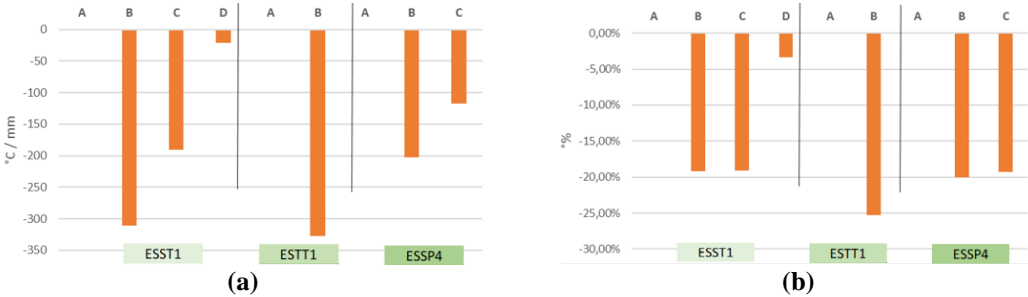 A B C D A B A B C
0
-50
-100
-150
-200
-250
-300
-350
°C / mm
ESST1 ESTT1 ESSP4
(a)
A B C D A B A B C
0,00%
-5,00%
-10,00%
-15,00%
-20,00%
-25,00%
-30,00%
°%
ESST1 ESTT1 ESSP4
(b)